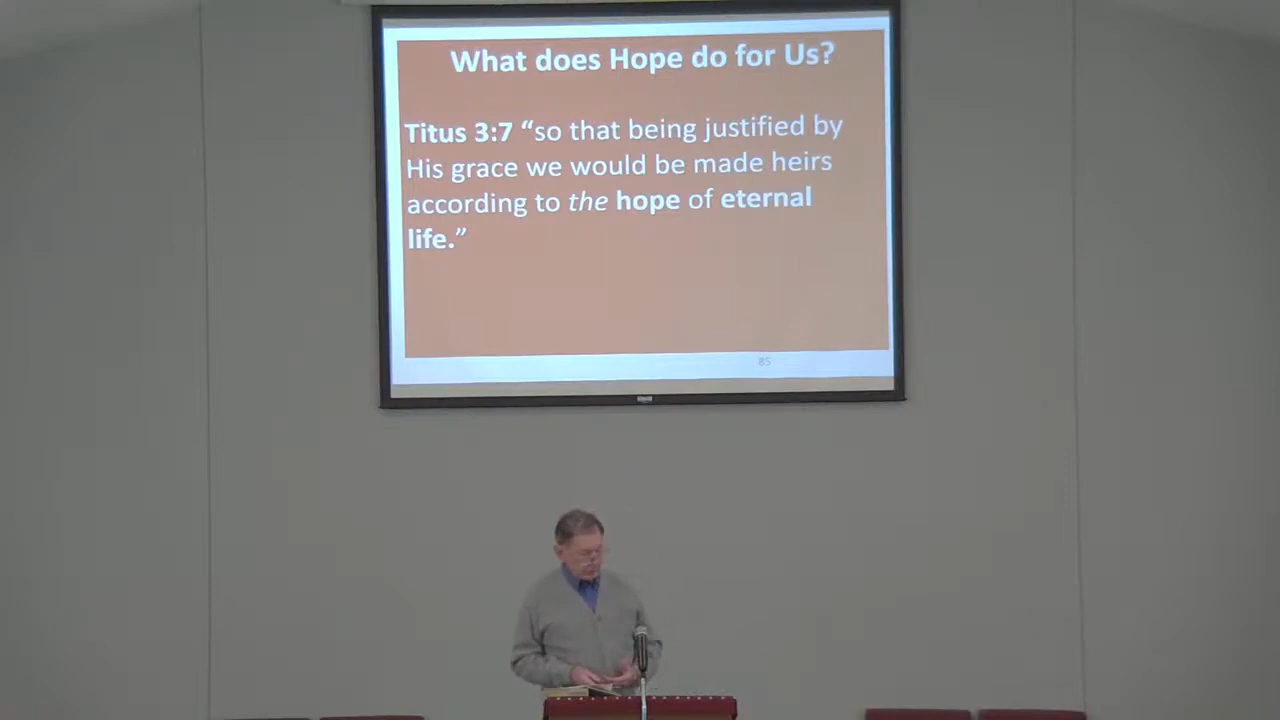 What does Hope do for Us?
Titus 3:7 “so that being justified by
His grace we would be made heirs
according to the hope of eternal
life.”
85